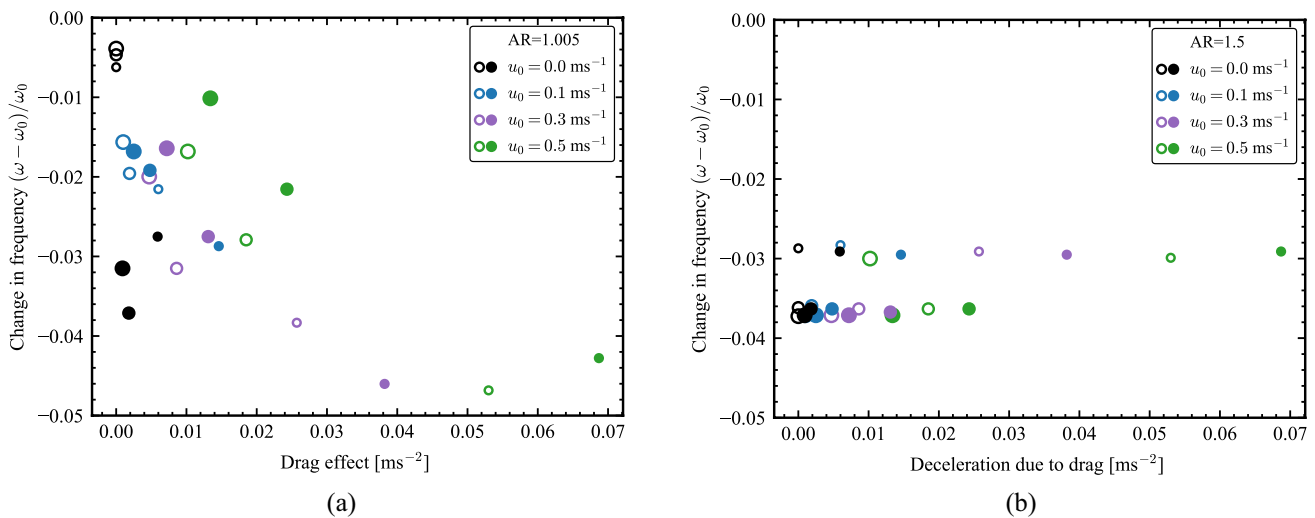 0.00
−0.01
−0.02
−0.03
−0.04
−0.05
Change in frequency (ω − ω₀)/ω₀
AR=1.005
u₀ = 0.0 ms⁻¹
u₀ = 0.1 ms⁻¹
u₀ = 0.3 ms⁻¹
u₀ = 0.5 ms⁻¹
0.00 0.01 0.02 0.03 0.04 0.05 0.06 0.07
Drag effect [ms⁻²]
(a)
0.00
−0.01
−0.02
−0.03
−0.04
−0.05
Change in frequency (ω − ω₀)/ω₀
AR=1.5
u₀ = 0.0 ms⁻¹
u₀ = 0.1 ms⁻¹
u₀ = 0.3 ms⁻¹
u₀ = 0.5 ms⁻¹
0.00 0.01 0.02 0.03 0.04 0.05 0.06 0.07
Deceleration due to drag [ms⁻²]
(b)